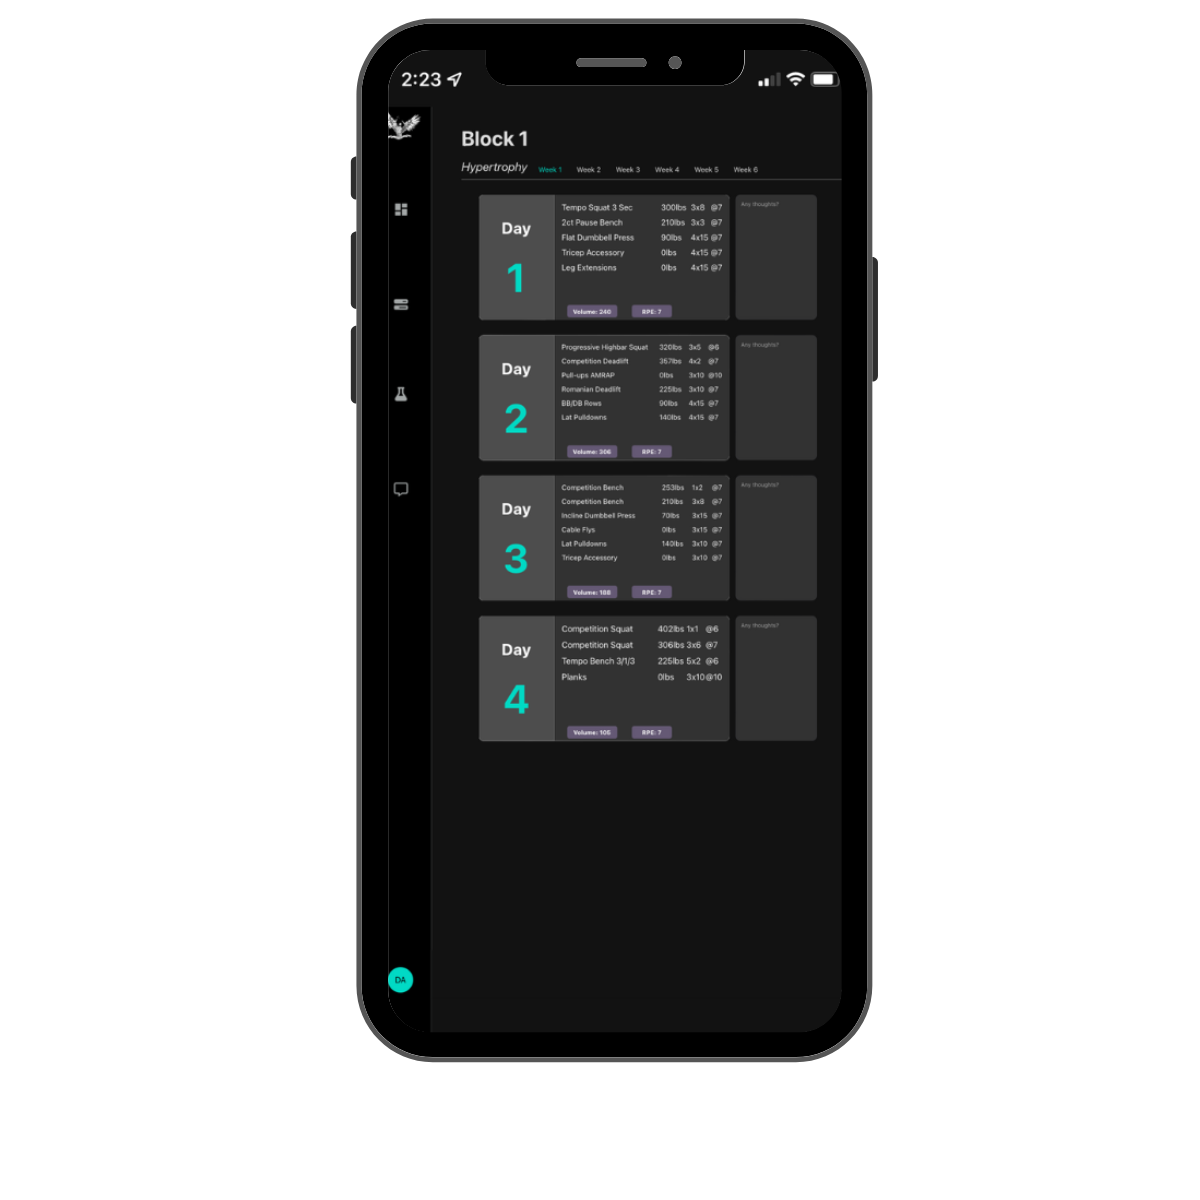 2:23
Block 1
Hypertrophy Week 1 Week 2 Week 3 Week 4 Week 5 Week 6
Day
1
Tempo Squat 3 Sec 300lbs 3x8 @7
2ct Pause Bench 210lbs 3x3 @7
Flat Dumbbell Press 90lbs 4x15 @7
Tricep Accessory 0lbs 4x15 @7
Leg Extensions 0lbs 4x15 @7
Volume: 240 RPE: 7
Any thoughts?
Day
2
Progressive Highbar Squat 320lbs 3x5 @6
Competition Deadlift 357lbs 4x2 @7
Pull-ups AMRAP 0lbs 3x10 @10
Romanian Deadlift 225lbs 3x10 @7
BB/DB Rows 90lbs 4x15 @7
Lat Pulldowns 140lbs 4x15 @7
Volume: 306 RPE: 7
Any thoughts?
Day
3
Competition Bench 253lbs 1x2 @7
Competition Bench 210lbs 3x8 @7
Incline Dumbbell Press 70lbs 3x15 @7
Cable Flys 0lbs 3x15 @7
Lat Pulldowns 140lbs 3x10 @7
Tricep Accessory 0lbs 3x10 @7
Volume: 188 RPE: 7
Any thoughts?
Day
4
Competition Squat 402lbs 1x1 @6
Competition Squat 306lbs 3x6 @7
Tempo Bench 3/1/3 225lbs 5x2 @6
Planks 0lbs 3x10 @10
Volume: 105 RPE: 7
Any thoughts?
DA